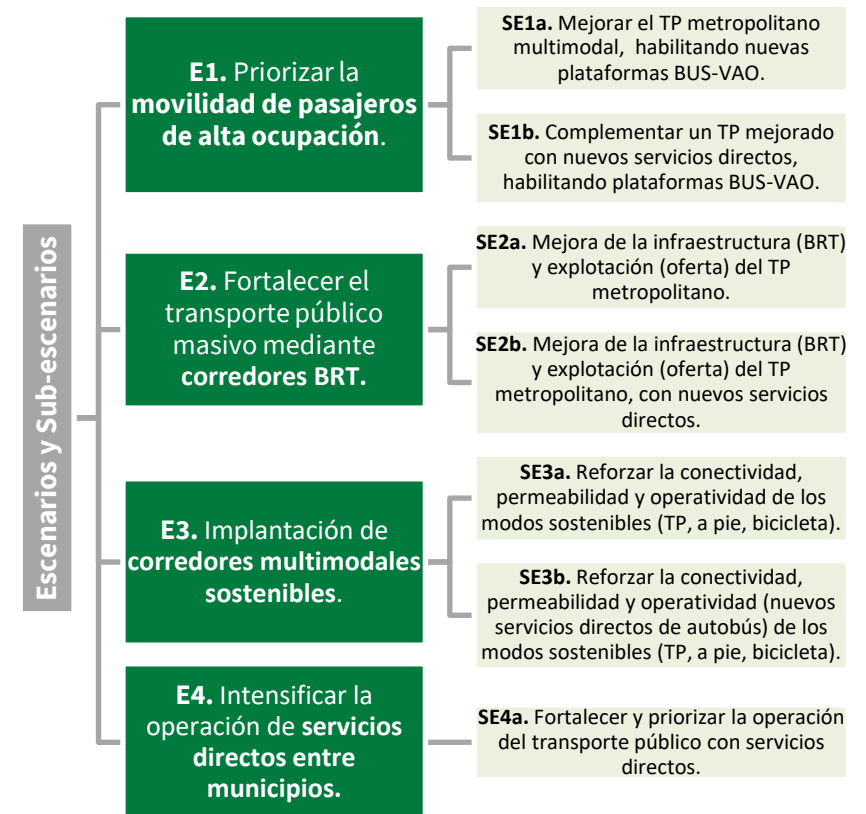 Escenarios y Sub-escenarios
E1. Priorizar la
movilidad de pasajeros
de alta ocupación.
SE1a. Mejorar el TP metropolitano
multimodal, habilitando nuevas
plataformas BUS-VAO.
SE1b. Complementar un TP mejorado
con nuevos servicios directos,
habilitando plataformas BUS-VAO.
E2. Fortalecer el
transporte público
masivo mediante
corredores BRT.
SE2a. Mejora de la infraestructura (BRT)
y explotación (oferta) del TP
metropolitano.
SE2b. Mejora de la infraestructura (BRT)
y explotación (oferta) del TP
metropolitano, con nuevos servicios
directos.
E3. Implantación de
corredores multimodales
sostenibles.
SE3a. Reforzar la conectividad,
permeabilidad y operatividad de los
modos sostenibles (TP, a pie, bicicleta).
SE3b. Reforzar la conectividad,
permeabilidad y operatividad (nuevos
servicios directos de autobús) de los
modos sostenibles (TP, a pie, bicicleta).
E4. Intensificar la
operación de servicios
directos entre
municipios.
SE4a. Fortalecer y priorizar la operación
del transporte público con servicios
directos.